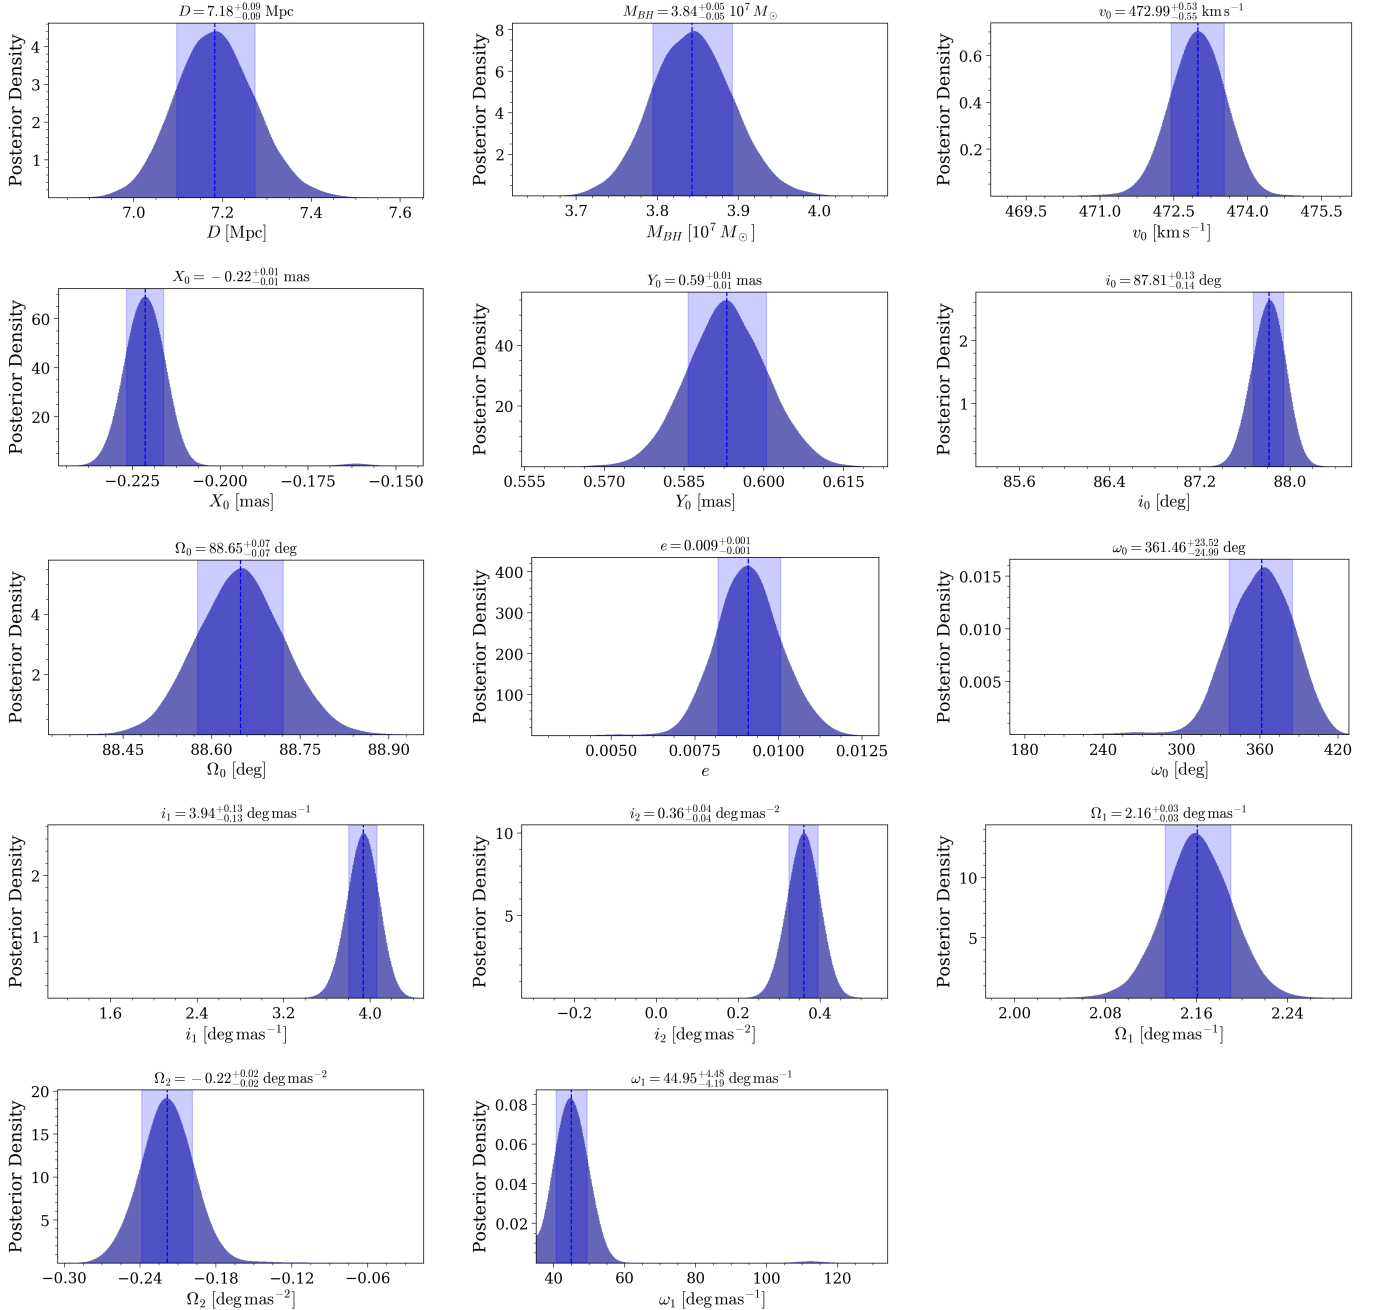 D = 7.18 +0.09 −0.09 Mpc
Posterior Density
4
3
2
1
7.0 7.2 7.4 7.6
D [Mpc]
M_BH = 3.84 +0.05 −0.05 10^7 M_⊙
Posterior Density
8
6
4
2
3.7 3.8 3.9 4.0
M_BH [10^7 M_⊙]
v_0 = 472.99 +0.53 −0.55 km s^−1
Posterior Density
0.6
0.4
0.2
469.5 471.0 472.5 474.0 475.5
v_0 [km s^−1]
X_0 = −0.22 +0.01 −0.01 mas
Posterior Density
60
40
20
−0.225 −0.200 −0.175 −0.150
X_0 [mas]
Y_0 = 0.59 +0.01 −0.01 mas
Posterior Density
40
20
0.555 0.570 0.585 0.600 0.615
Y_0 [mas]
i_0 = 87.81 +0.13 −0.14 deg
Posterior Density
2
1
85.6 86.4 87.2 88.0
i_0 [deg]
Ω_0 = 88.65 +0.07 −0.07 deg
Posterior Density
4
2
88.45 88.60 88.75 88.90
Ω_0 [deg]
e = 0.009 +0.001 −0.001
Posterior Density
400
300
200
100
0.0050 0.0075 0.0100 0.0125
e
ω_0 = 361.46 +23.52 −24.99 deg
Posterior Density
0.015
0.010
0.005
180 240 300 360 420
ω_0 [deg]
i_1 = 3.94 +0.13 −0.13 deg mas^−1
Posterior Density
2
1
1.6 2.4 3.2 4.0
i_1 [deg mas^−1]
i_2 = 0.36 +0.04 −0.04 deg mas^−2
Posterior Density
10
5
−0.2 0.0 0.2 0.4
i_2 [deg mas^−2]
Ω_1 = 2.16 +0.03 −0.03 deg mas^−1
Posterior Density
10
5
2.00 2.08 2.16 2.24
Ω_1 [deg mas^−1]
Ω_2 = −0.22 +0.02 −0.02 deg mas^−2
Posterior Density
20
15
10
5
−0.30 −0.24 −0.18 −0.12 −0.06
Ω_2 [deg mas^−2]
ω_1 = 44.95 +4.48 −4.19 deg mas^−1
Posterior Density
0.08
0.06
0.04
0.02
40 60 80 100 120
ω_1 [deg mas^−1]